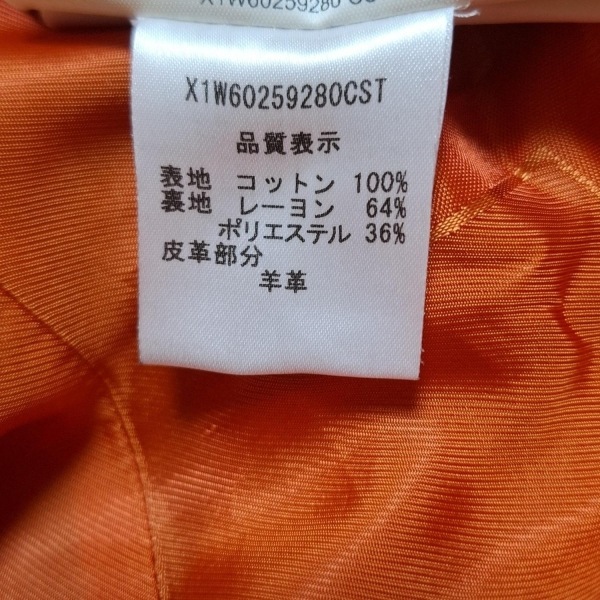 X1W60259280CST
品質表示
表地 コットン 100%
裏地 レーヨン 64%
ポリエステル 36%
皮革部分
羊革